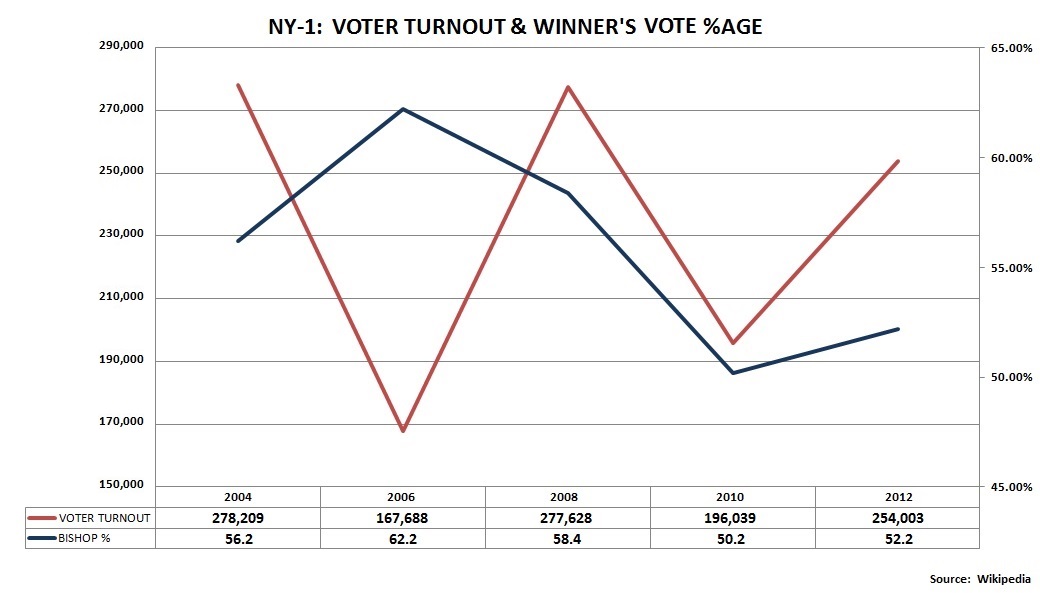 NY-1: VOTER TURNOUT & WINNER'S VOTE %AGE
290,000
270,000
250,000
230,000
210,000
190,000
170,000
150,000
65.00%
60.00%
55.00%
50.00%
45.00%
2004 2006 2008 2010 2012
VOTER TURNOUT 278,209 167,688 277,628 196,039 254,003
BISHOP % 56.2 62.2 58.4 50.2 52.2
Source: Wikipedia